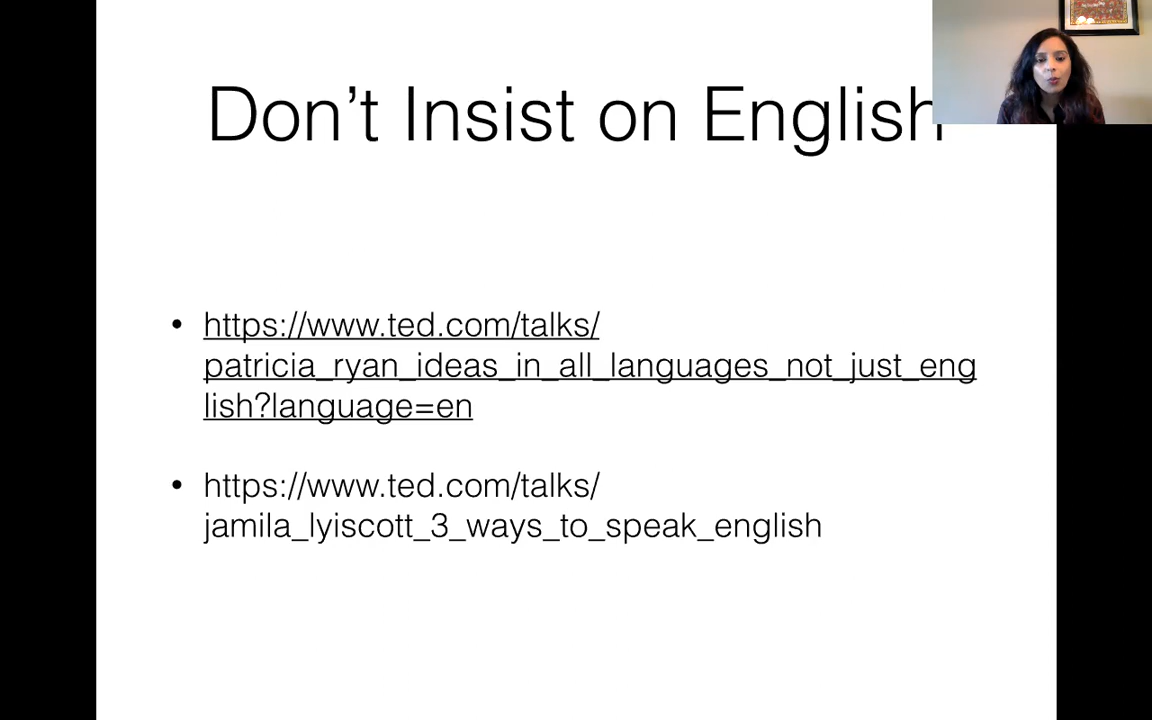 Don’t Insist on English
• https://www.ted.com/talks/
patricia_ryan_ideas_in_all_languages_not_just_eng
lish?language=en
• https://www.ted.com/talks/
jamila_lyiscott_3_ways_to_speak_english